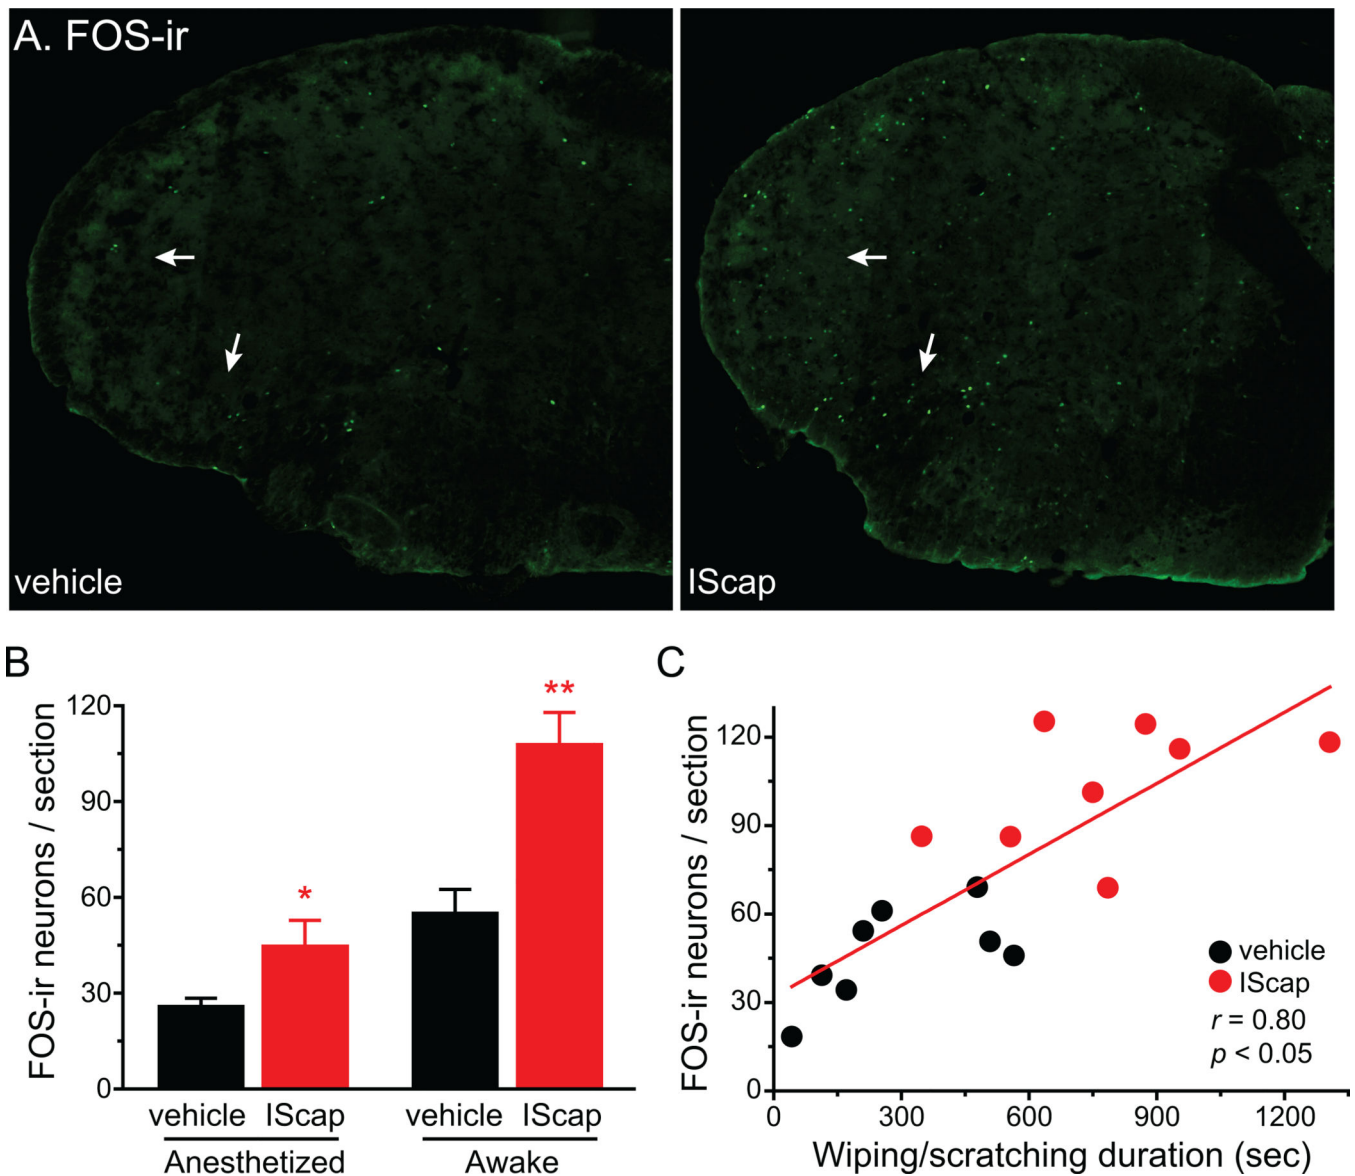 A. FOS-ir
vehicle
IScap
B
FOS-ir neurons / section
120
90
60
30
0
*
**
vehicle IScap vehicle IScap
Anesthetized Awake
C
FOS-ir neurons / section
120
90
60
30
0
vehicle
IScap
r = 0.80
p < 0.05
0 300 600 900 1200
Wiping/scratching duration (sec)